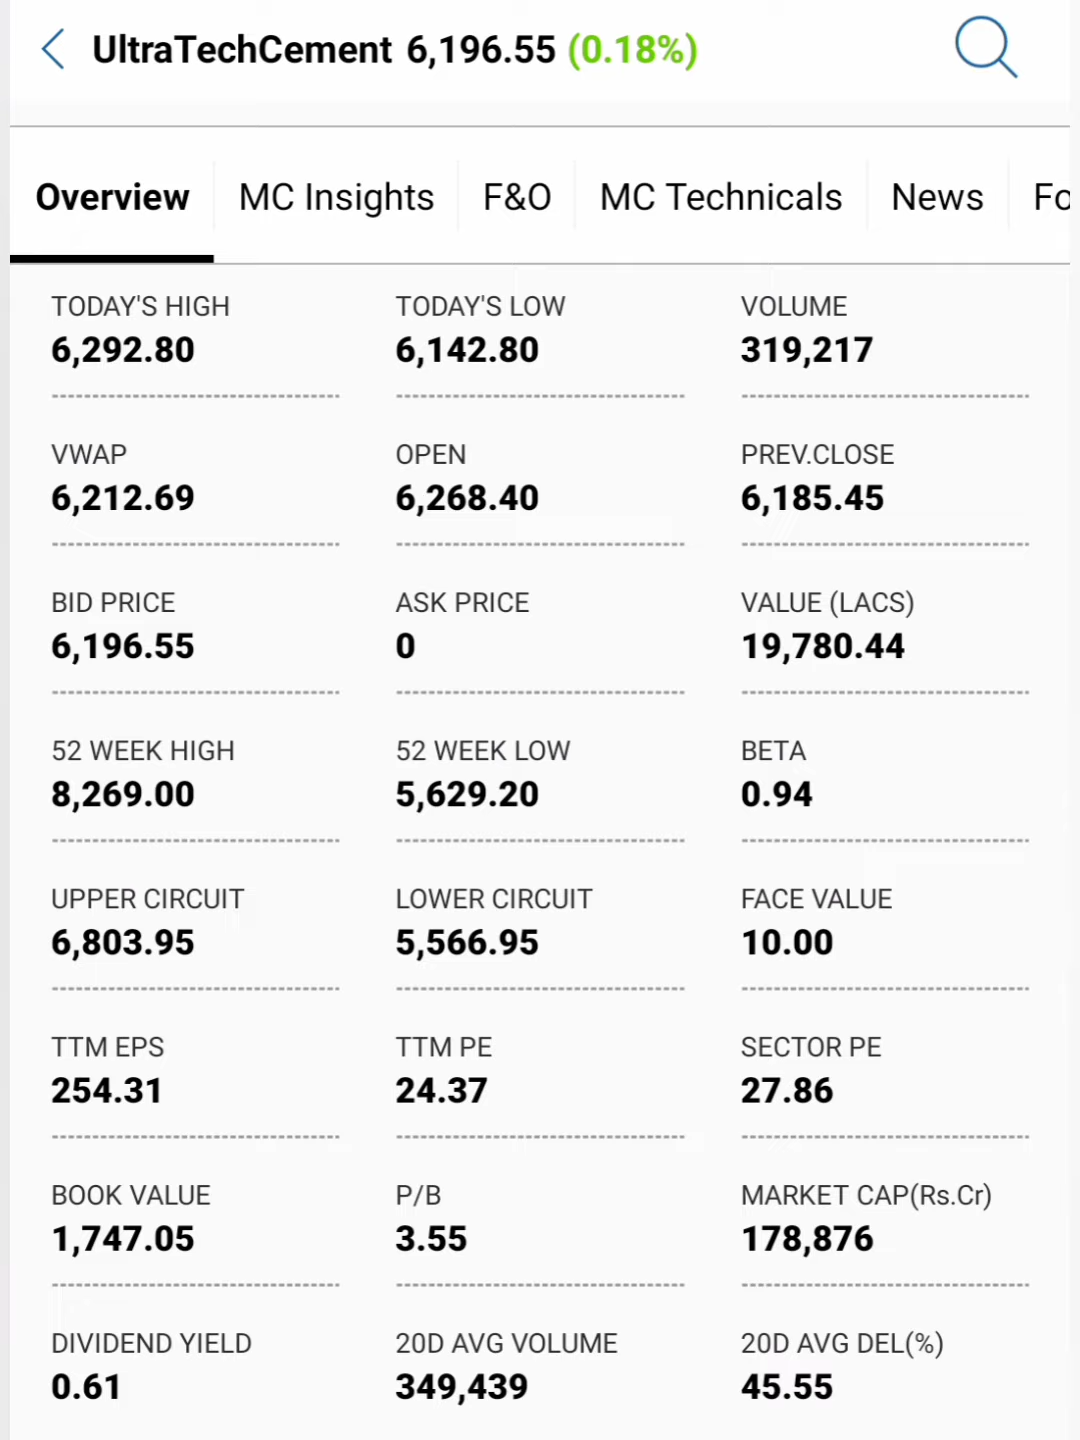 UltraTechCement 6,196.55 (0.18%)
Overview MC Insights F&O MC Technicals News Fo
TODAY'S HIGH TODAY'S LOW VOLUME
6,292.80 6,142.80 319,217
VWAP OPEN PREV.CLOSE
6,212.69 6,268.40 6,185.45
BID PRICE ASK PRICE VALUE (LACS)
6,196.55 0 19,780.44
52 WEEK HIGH 52 WEEK LOW BETA
8,269.00 5,629.20 0.94
UPPER CIRCUIT LOWER CIRCUIT FACE VALUE
6,803.95 5,566.95 10.00
TTM EPS TTM PE SECTOR PE
254.31 24.37 27.86
BOOK VALUE P/B MARKET CAP(Rs.Cr)
1,747.05 3.55 178,876
DIVIDEND YIELD 20D AVG VOLUME 20D AVG DEL(%)
0.61 349,439 45.55